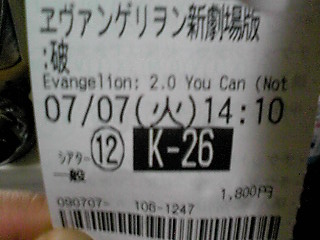 ヱヴァンゲリヲン新劇場版
:破
Evangelion: 2.0 You Can (Not
07/07(火)14:10
シアター ⑫ K-26
一般
1,800円
090707- 106-1247